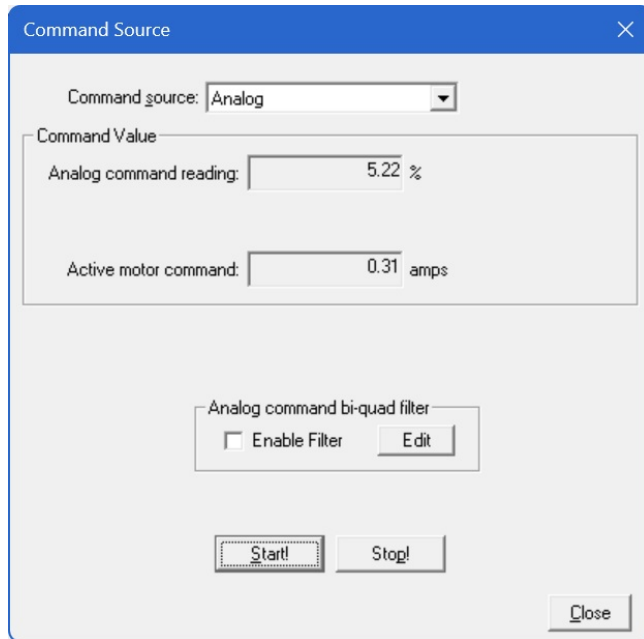 Command Source
Command source: Analog
Command Value
Analog command reading: 5.22 %
Active motor command: 0.31 amps
Analog command bi-quad filter
Enable Filter Edit
Start! Stop!
Close